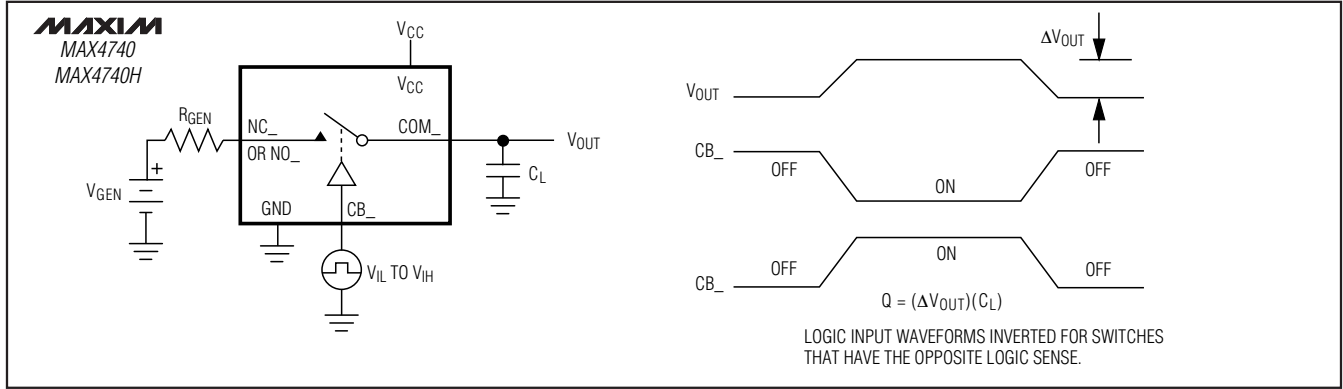 MAXIM
MAX4740
MAX4740H
VCC
VCC
RGEN
NC_
OR NO_
COM_
VOUT
VGEN
+
CL
GND
CB_
VIL TO VIH
ΔVOUT
VOUT
CB_
OFF
ON
OFF
CB_
OFF
ON
OFF
Q = (ΔVOUT)(CL)
LOGIC INPUT WAVEFORMS INVERTED FOR SWITCHES
THAT HAVE THE OPPOSITE LOGIC SENSE.